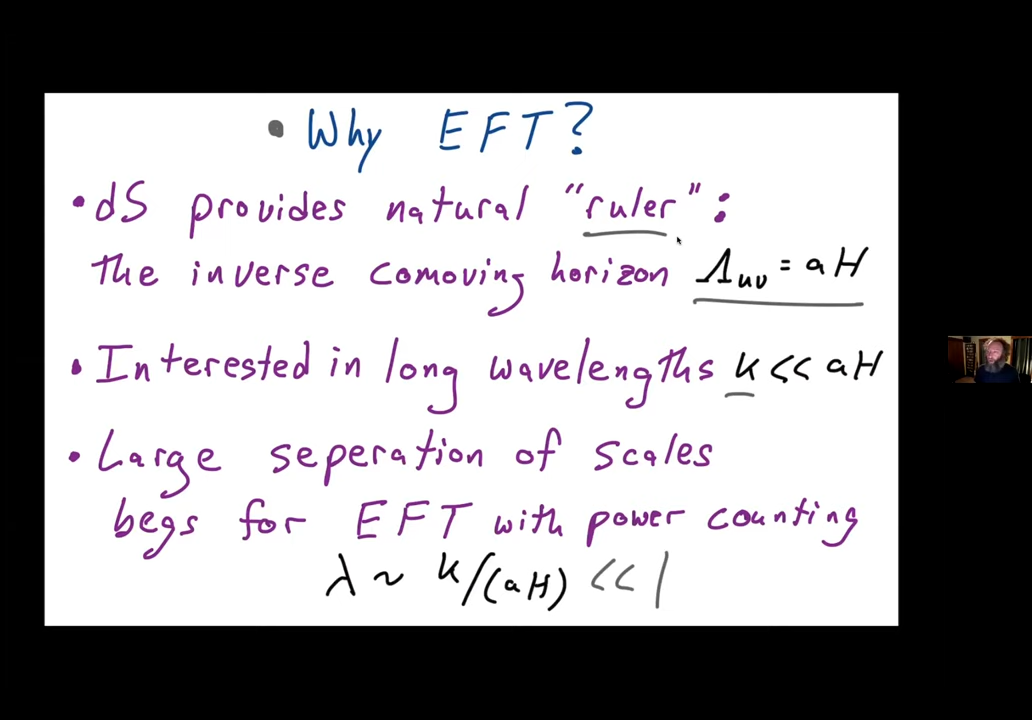 • Why EFT?
• dS provides natural "ruler":
the inverse comoving horizon Λuv = aH
• Interested in long wavelengths k << aH
• Large seperation of scales
begs for EFT with power counting
λ ~ k/(aH) << 1